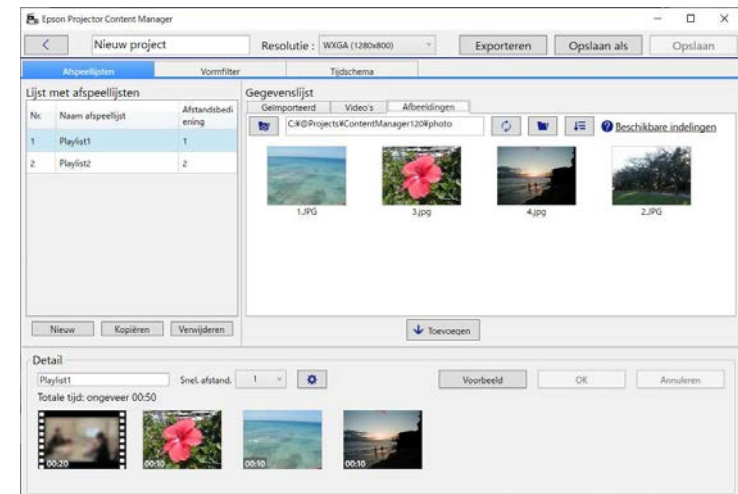 Epson Projector Content Manager
Nieuw project
Resolutie : WXGA (1280x800)
Exporteren
Opslaan als
Opslaan
Afspeellijsten
Vormfilter
Tijdschema
Lijst met afspeellijsten
Nr. Naam afspeellijst Afstandsbedi
ening
1 Playlist1 1
2 Playlist2 2
Nieuw
Kopiëren
Verwijderen
Gegevenslijst
Geïmporteerd
Video's
Afbeeldingen
C:¥@Projects¥ContentManager120¥photo
Beschikbare indelingen
1.JPG
3.jpg
4.jpg
2.JPG
Toevoegen
Detail
Playlist1
Snel. afstand. 1
Voorbeeld
OK
Annuleren
Totale tijd: ongeveer 00:50
00:20
00:10
00:10
00:10